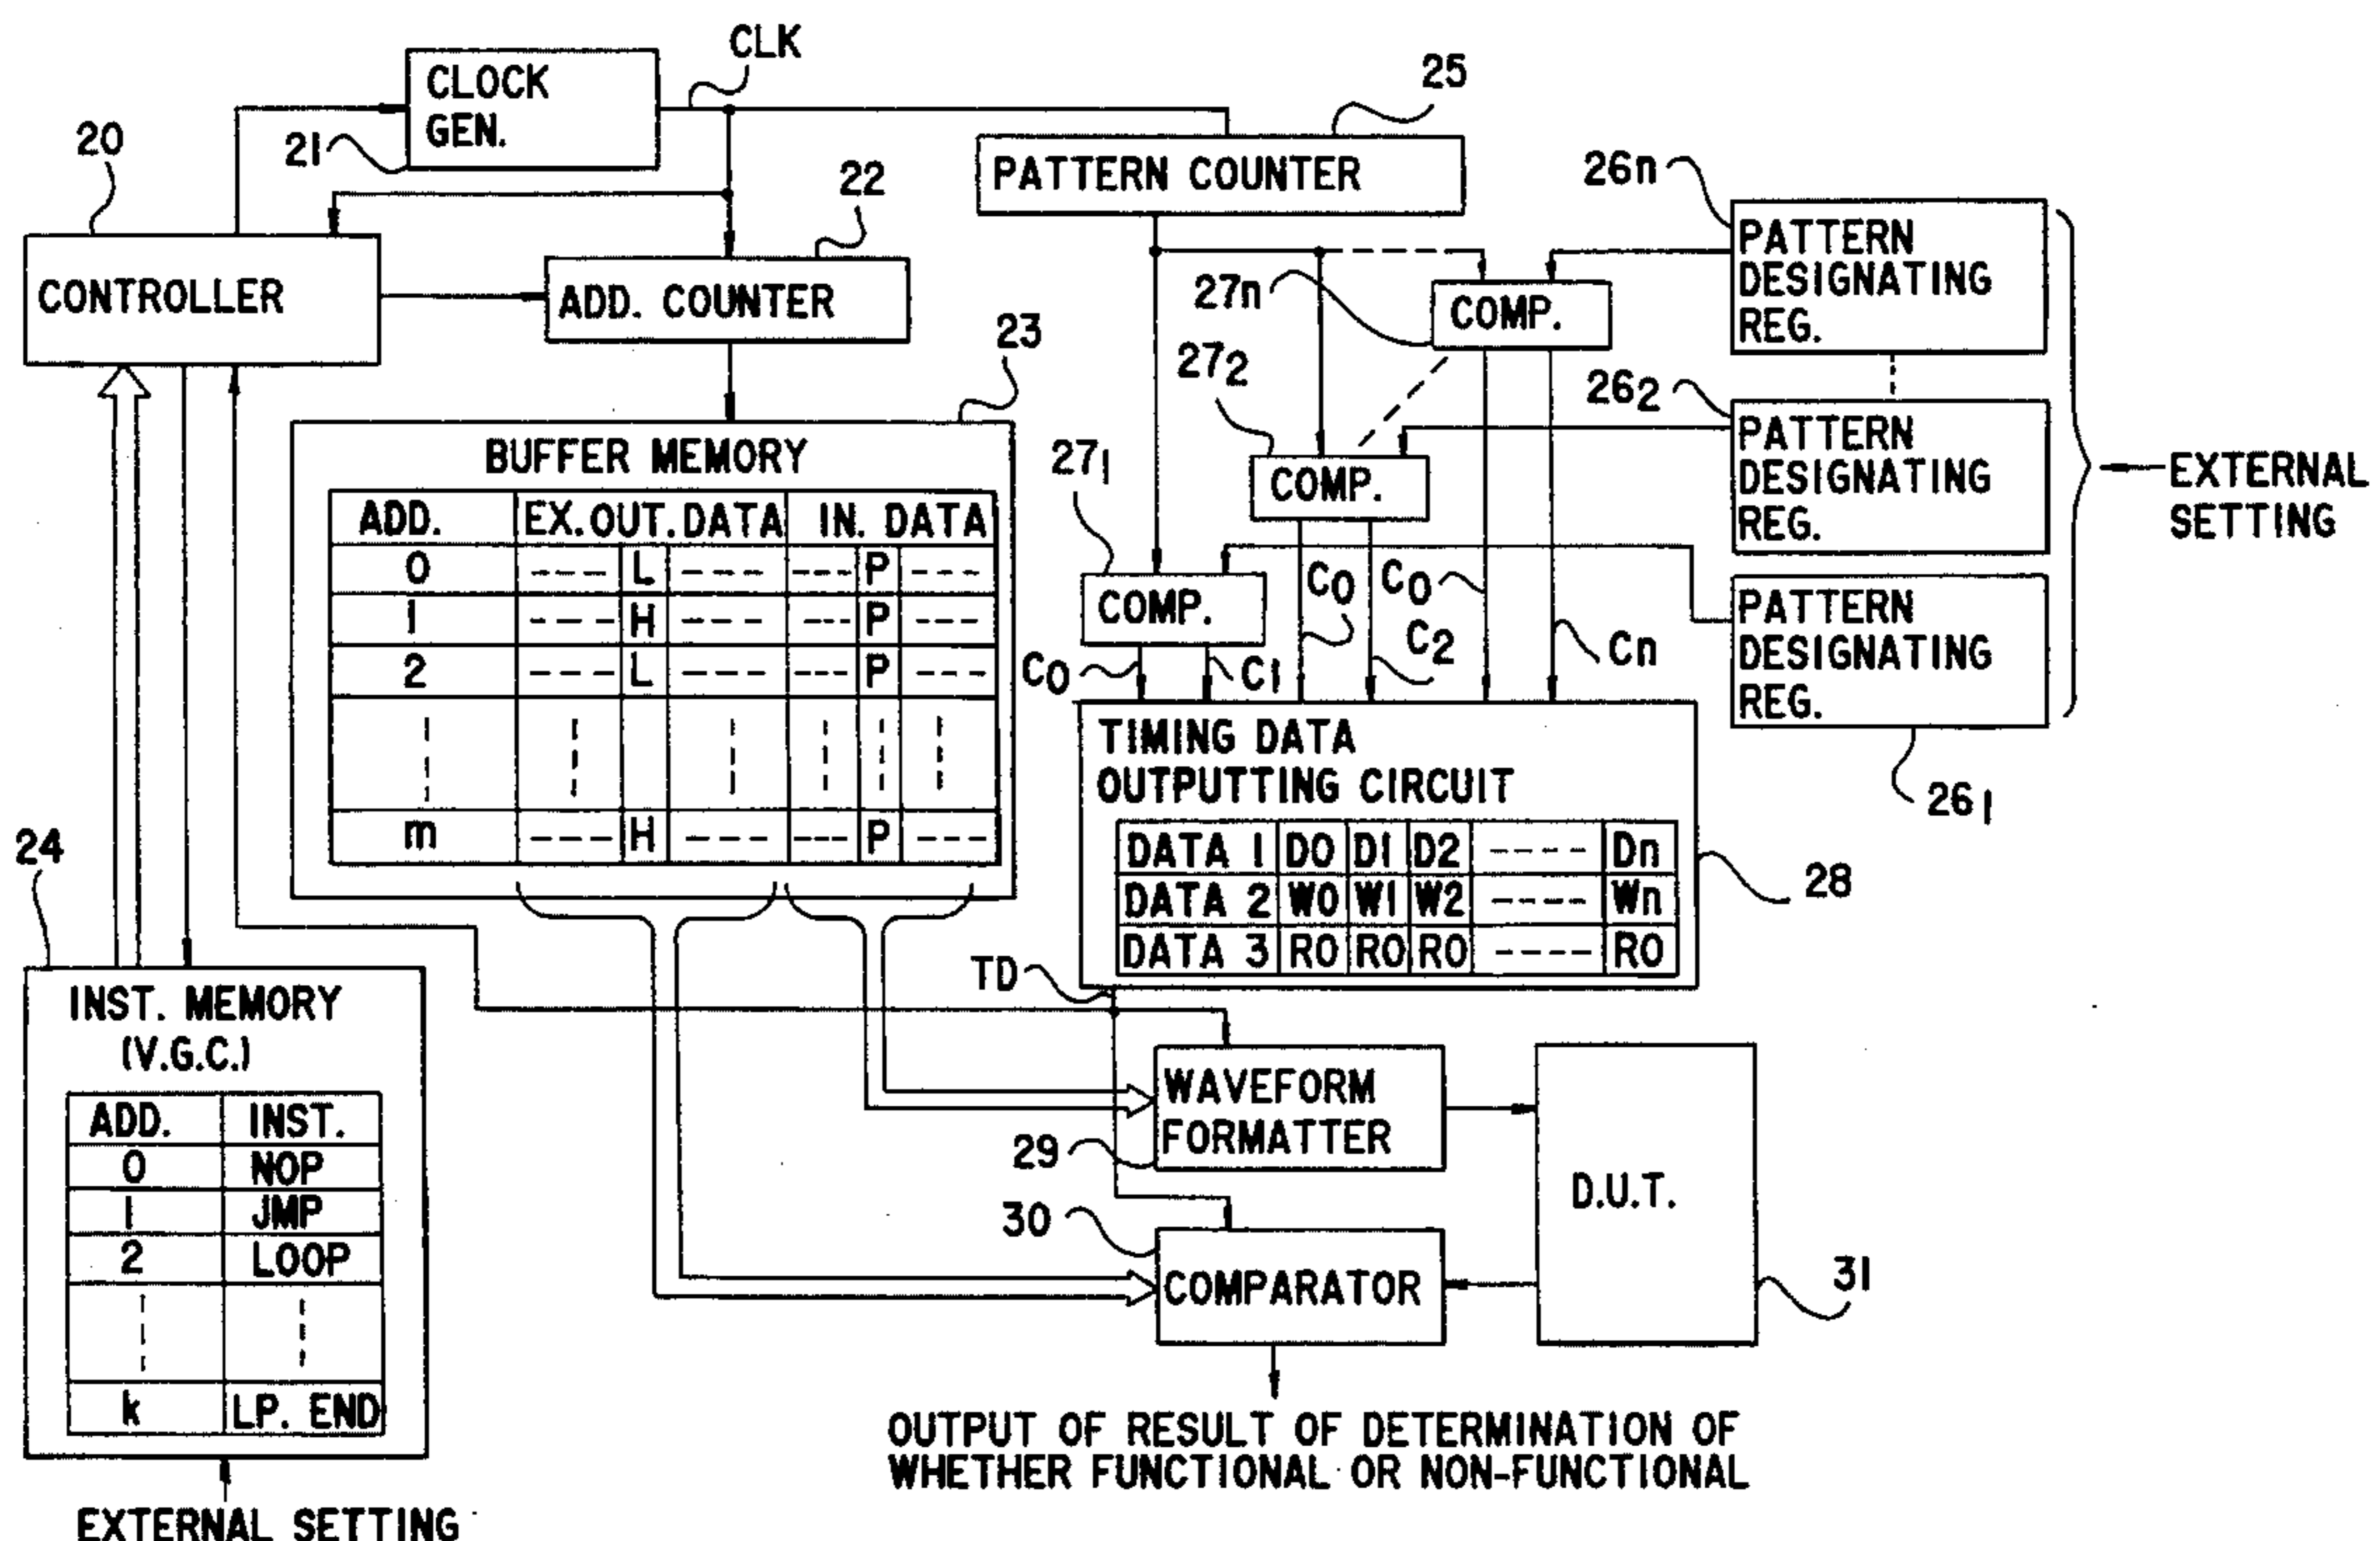 CLK
CLOCK
GEN.
21
20
25
PATTERN COUNTER
22
26n
PATTERN
DESIGNATING
REG.
CONTROLLER
ADD. COUNTER
27n
COMP.
23
272
262
PATTERN
DESIGNATING
REG.
EXTERNAL
SETTING
BUFFER MEMORY
271
COMP.
ADD. EX. OUT. DATA IN. DATA
0 ---- L ---- --- P ---
1 ---- H ---- --- P ---
2 ---- L ---- --- P ---
m ---- H ---- --- P ---
COMP.
C0 C1 C0 C2 C0 Cn
PATTERN
DESIGNATING
REG.
261
TIMING DATA
OUTPUTTING CIRCUIT
DATA 1 D0 D1 D2 ---- Dn
DATA 2 W0 W1 W2 ---- Wn
DATA 3 R0 R0 R0 ---- R0
28
24
TD
INST. MEMORY
(V.G.C.)
ADD. INST.
0 NOP
1 JMP
2 LOOP
k LP. END
WAVEFORM
FORMATTER
29
D.U.T.
30
COMPARATOR
31
OUTPUT OF RESULT OF DETERMINATION OF
WHETHER FUNCTIONAL OR NON-FUNCTIONAL
EXTERNAL SETTING